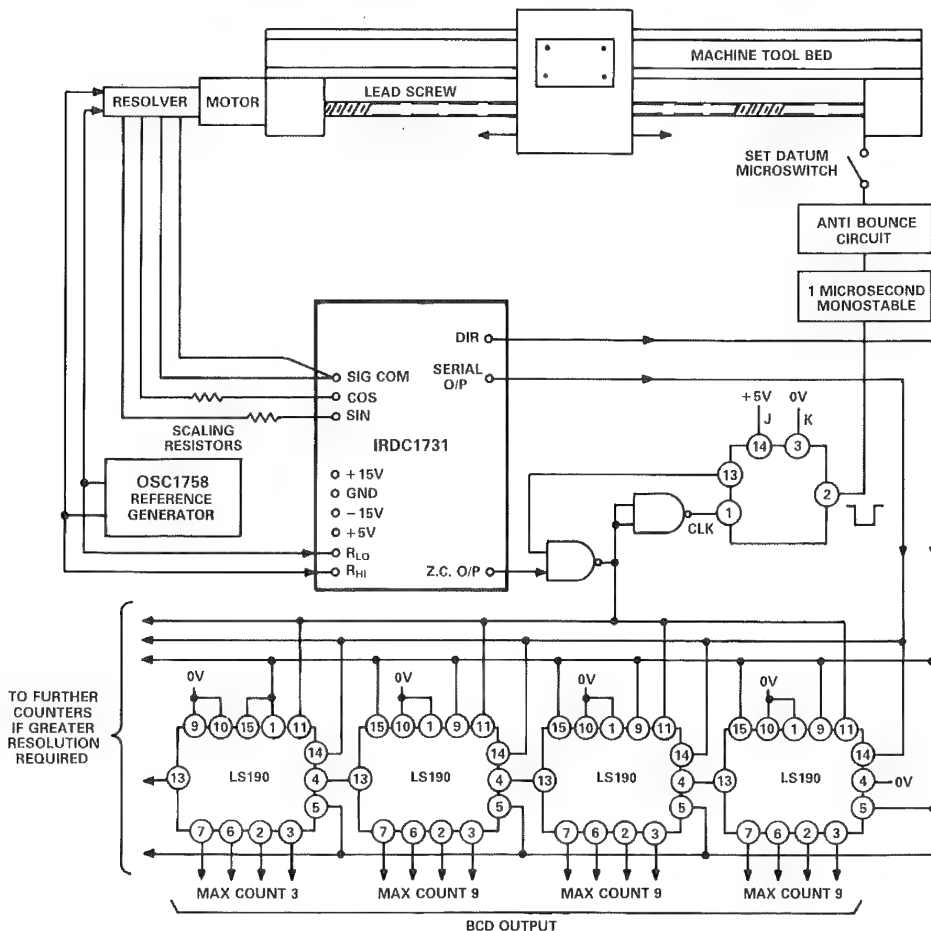 MACHINE TOOL BED
RESOLVER
MOTOR
LEAD SCREW
SET DATUM
MICROSWITCH
ANTI BOUNCE
CIRCUIT
1 MICROSECOND
MONOSTABLE
DIR
SERIAL
O/P
SIG COM
COS
SIN
SCALING
RESISTORS
IRDC1731
+5V
0V
J
K
14
3
13
2
1
CLK
OSC1758
REFERENCE
GENERATOR
+15V
GND
−15V
+5V
RLO
RHI
Z.C. O/P
TO FURTHER
COUNTERS
IF GREATER
RESOLUTION
REQUIRED
0V
9 10 15 1 11
14
13 LS190 4
5
7 6 2 3
MAX COUNT 3
0V
15 10 1 9 11
14
13 LS190 4
5
7 6 2 3
MAX COUNT 9
0V
15 10 1 9 11
14
13 LS190 4
5
7 6 2 3
MAX COUNT 9
0V
15 10 1 9 11
14
13 LS190 4 0V
5
7 6 2 3
MAX COUNT 9
BCD OUTPUT